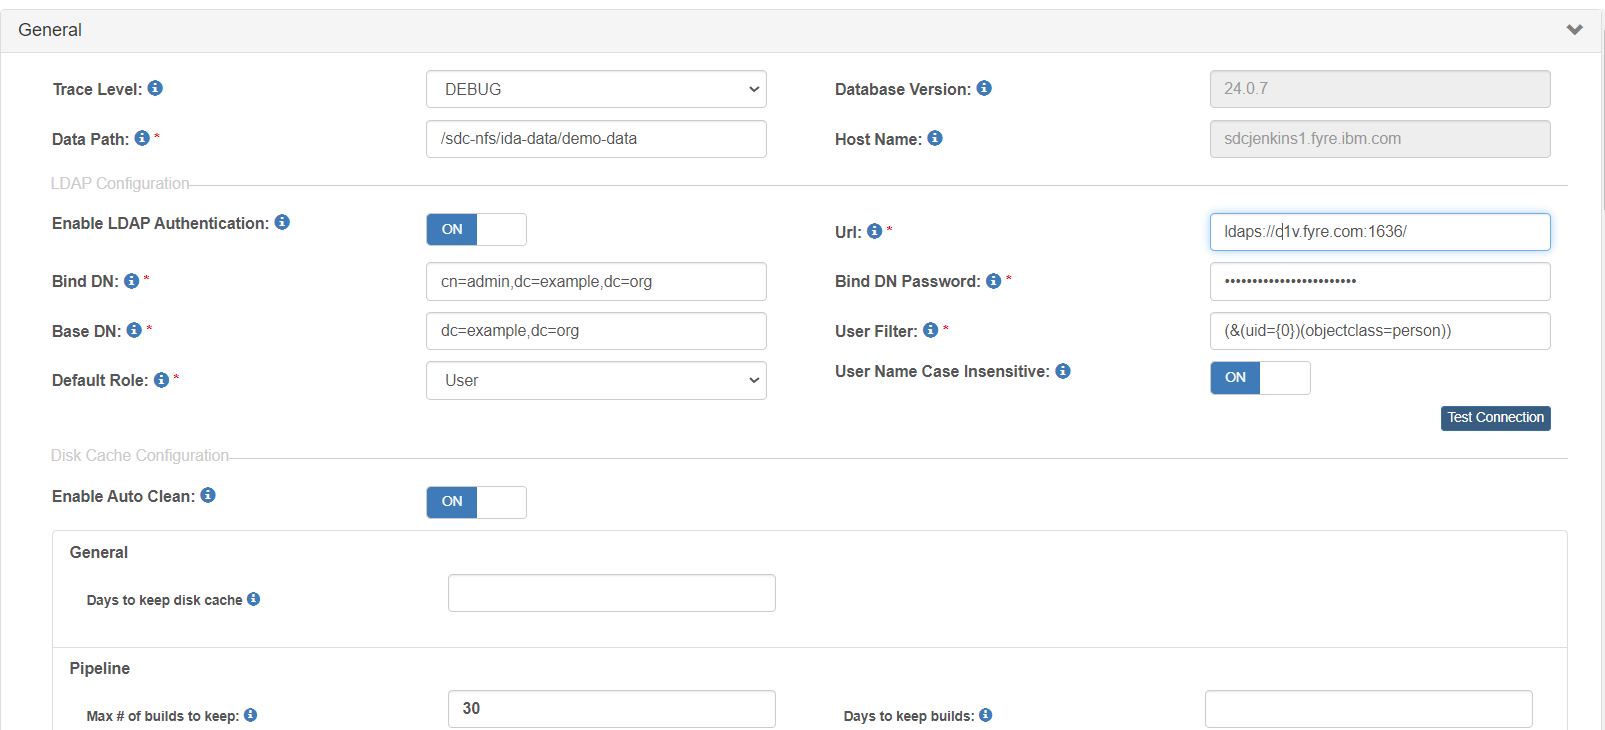 General
Trace Level: DEBUG Database Version: 24.0.7
Data Path: * /sdc-nfs/ida-data/demo-data Host Name: sdcjenkins1.fyre.ibm.com
LDAP Configuration
Enable LDAP Authentication: ON Url: * ldaps://c1v.fyre.com:1636/
Bind DN: * cn=admin,dc=example,dc=org Bind DN Password: * ••••••••••••••••••••••••
Base DN: * dc=example,dc=org User Filter: * (&(uid={0})(objectclass=person))
Default Role: * User User Name Case Insensitive: ON
Test Connection
Disk Cache Configuration
Enable Auto Clean: ON
General
Days to keep disk cache
Pipeline
Max # of builds to keep: 30 Days to keep builds: